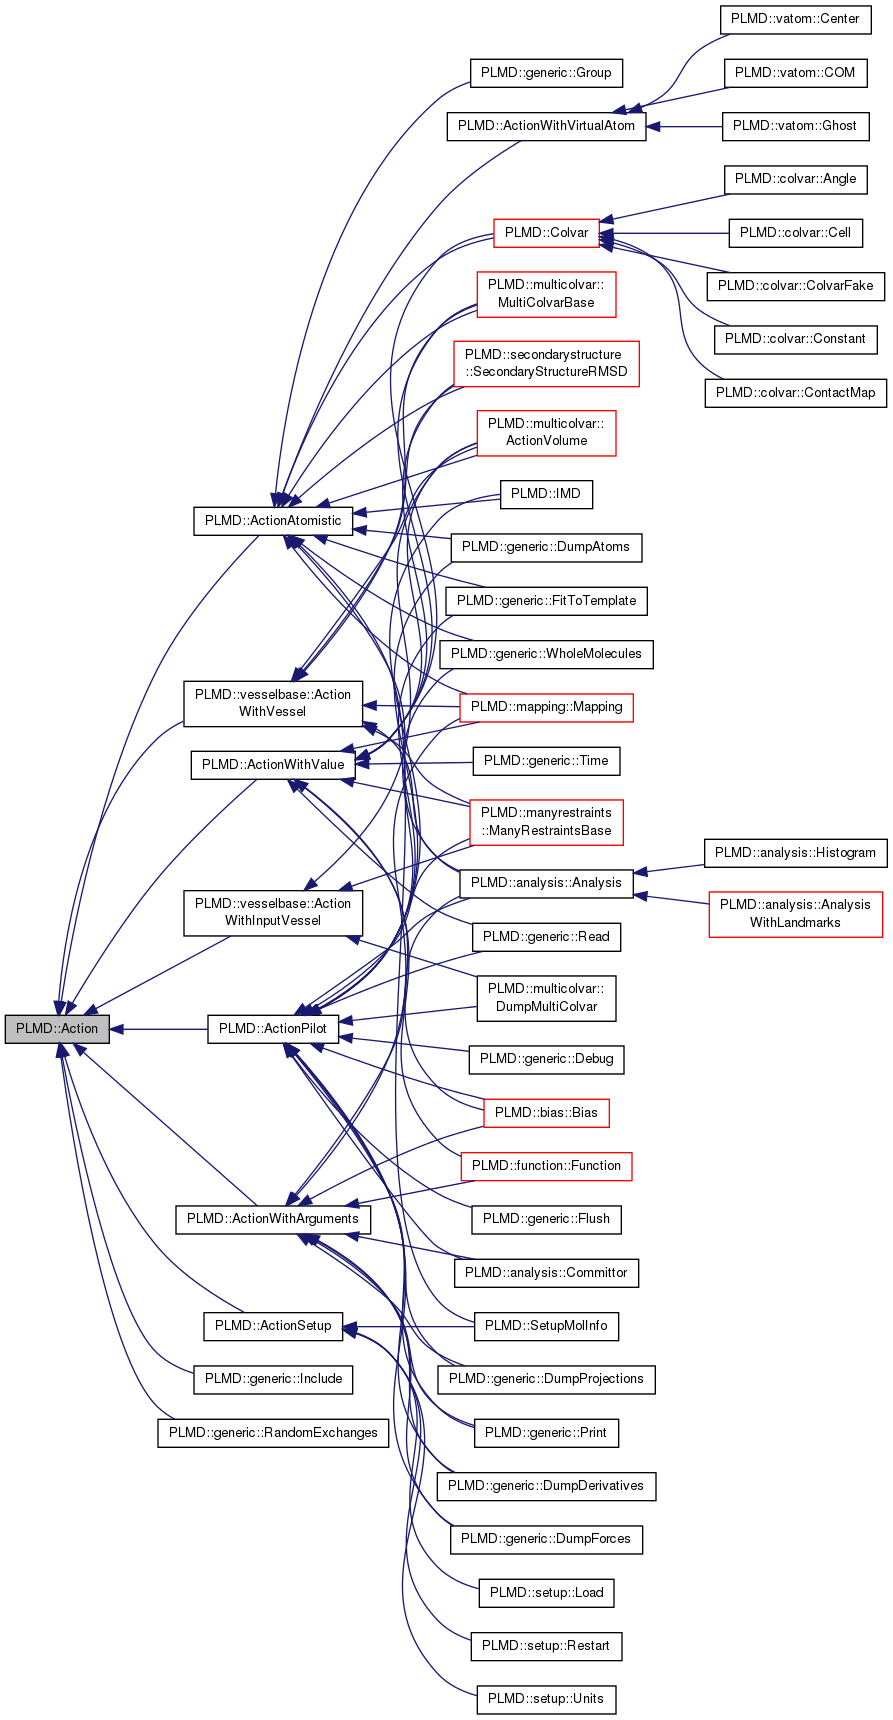 PLMD::vatom::Center
PLMD::generic::Group
PLMD::vatom::COM
PLMD::ActionWithVirtualAtom
PLMD::vatom::Ghost
PLMD::colvar::Angle
PLMD::Colvar
PLMD::colvar::Cell
PLMD::multicolvar::
MultiColvarBase
PLMD::colvar::ColvarFake
PLMD::colvar::Constant
PLMD::secondarystructure
::SecondaryStructureRMSD
PLMD::colvar::ContactMap
PLMD::multicolvar::
ActionVolume
PLMD::IMD
PLMD::ActionAtomistic
PLMD::generic::DumpAtoms
PLMD::generic::FitToTemplate
PLMD::generic::WholeMolecules
PLMD::vesselbase::Action
WithVessel
PLMD::mapping::Mapping
PLMD::ActionWithValue
PLMD::generic::Time
PLMD::manyrestraints
::ManyRestraintsBase
PLMD::analysis::Histogram
PLMD::analysis::Analysis
PLMD::vesselbase::Action
WithInputVessel
PLMD::analysis::Analysis
WithLandmarks
PLMD::generic::Read
PLMD::multicolvar::
DumpMultiColvar
PLMD::Action
PLMD::ActionPilot
PLMD::generic::Debug
PLMD::bias::Bias
PLMD::function::Function
PLMD::ActionWithArguments
PLMD::generic::Flush
PLMD::analysis::Committor
PLMD::ActionSetup
PLMD::SetupMolInfo
PLMD::generic::Include
PLMD::generic::DumpProjections
PLMD::generic::RandomExchanges
PLMD::generic::Print
PLMD::generic::DumpDerivatives
PLMD::generic::DumpForces
PLMD::setup::Load
PLMD::setup::Restart
PLMD::setup::Units